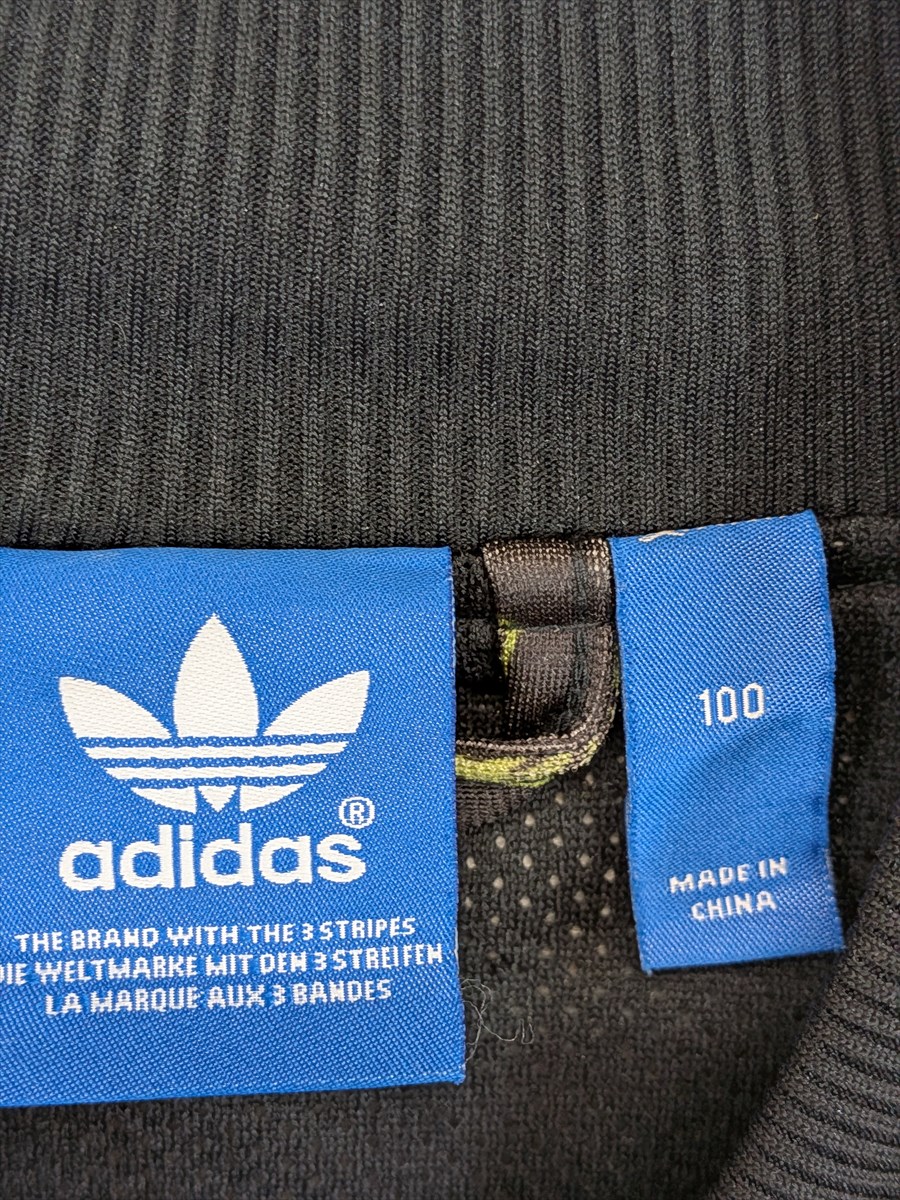 adidas®
THE BRAND WITH THE 3 STRIPES
DIE WELTMARKE MIT DEN 3 STREIFEN
LA MARQUE AUX 3 BANDES
100
MADE IN
CHINA